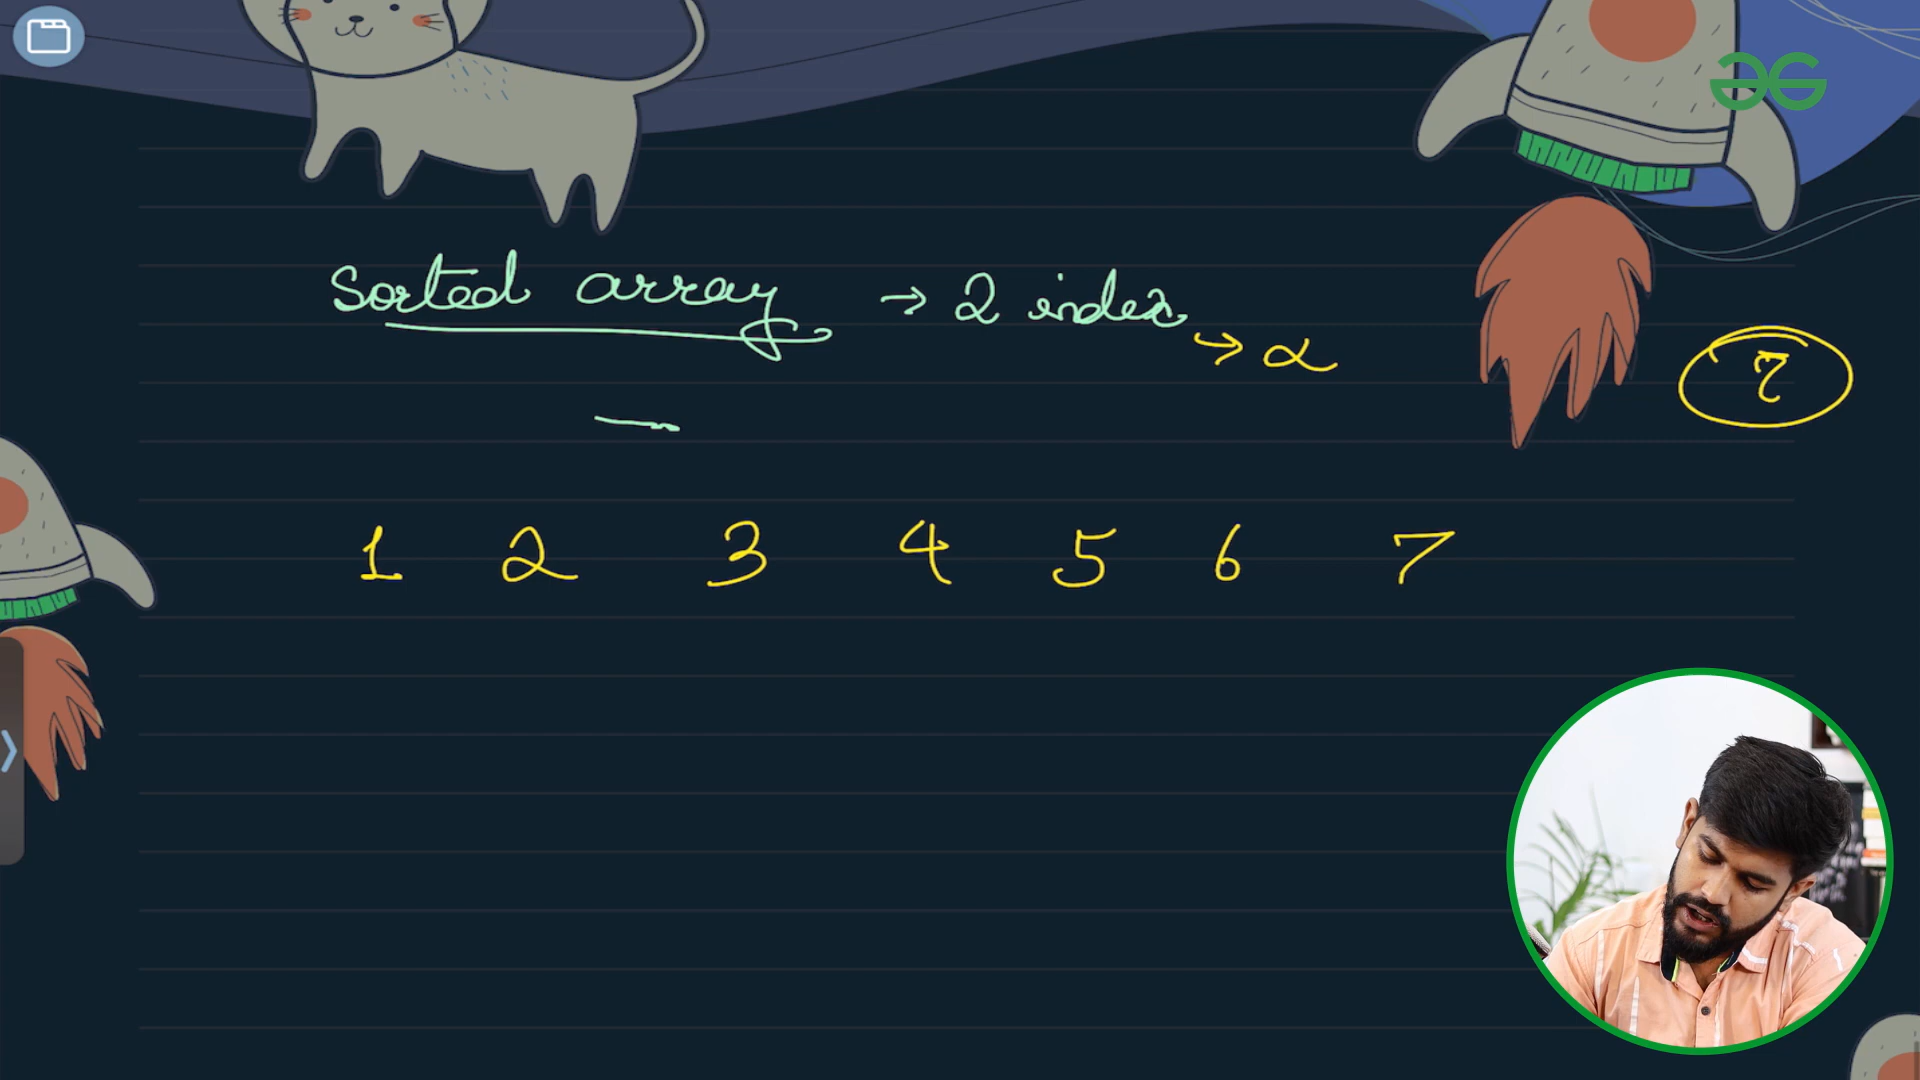 Sorted array → 2 index
→ α
7
1 2 3 4 5 6 7